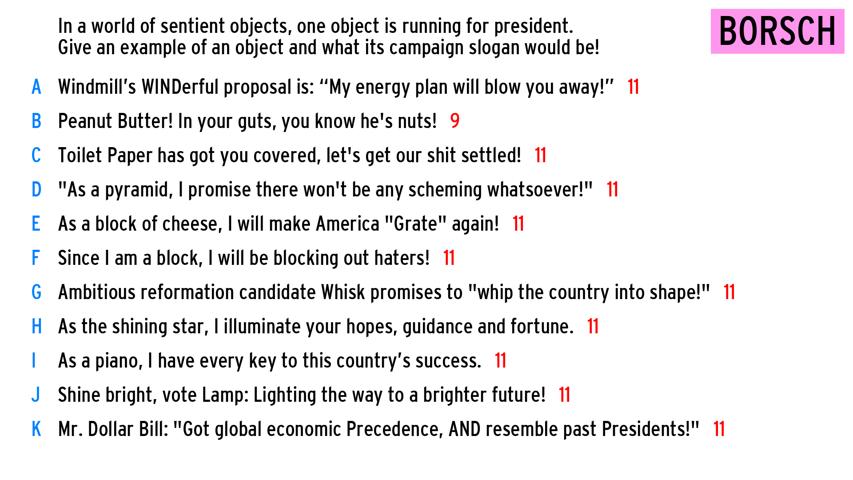 In a world of sentient objects, one object is running for president.
Give an example of an object and what its campaign slogan would be!
BORSCH
A Windmill’s WINDerful proposal is: “My energy plan will blow you away!” 11
B Peanut Butter! In your guts, you know he's nuts! 9
C Toilet Paper has got you covered, let's get our shit settled! 11
D "As a pyramid, I promise there won't be any scheming whatsoever!" 11
E As a block of cheese, I will make America "Grate" again! 11
F Since I am a block, I will be blocking out haters! 11
G Ambitious reformation candidate Whisk promises to "whip the country into shape!" 11
H As the shining star, I illuminate your hopes, guidance and fortune. 11
I As a piano, I have every key to this country’s success. 11
J Shine bright, vote Lamp: Lighting the way to a brighter future! 11
K Mr. Dollar Bill: "Got global economic Precedence, AND resemble past Presidents!" 11